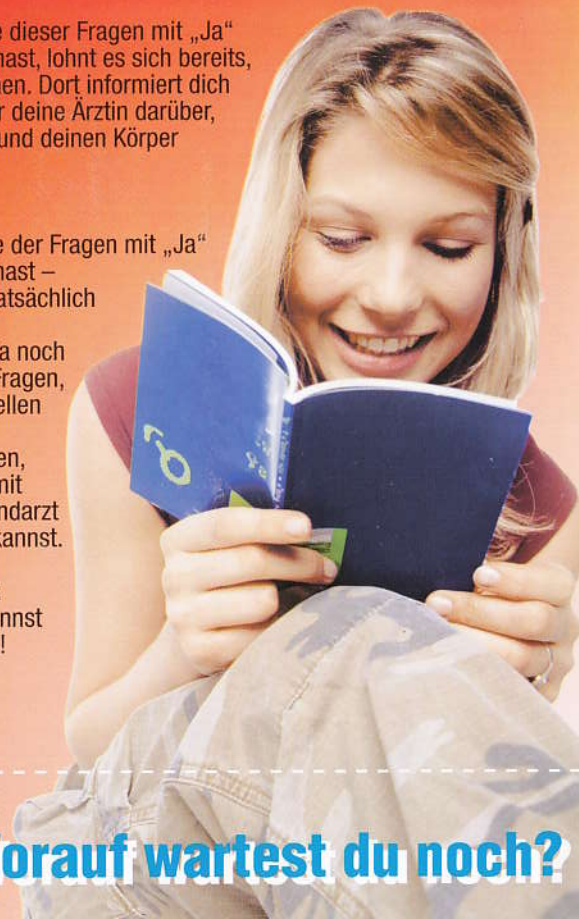 e dieser Fragen mit „Ja“
hast, lohnt es sich bereits,
en. Dort informiert dich
r deine Ärztin darüber,
und deinen Körper
e der Fragen mit „Ja“
hast –
atsächlich
a noch
Fragen,
ellen
en,
mit
ndarzt
kannst.
nnst
!
orauf wartest du noch?